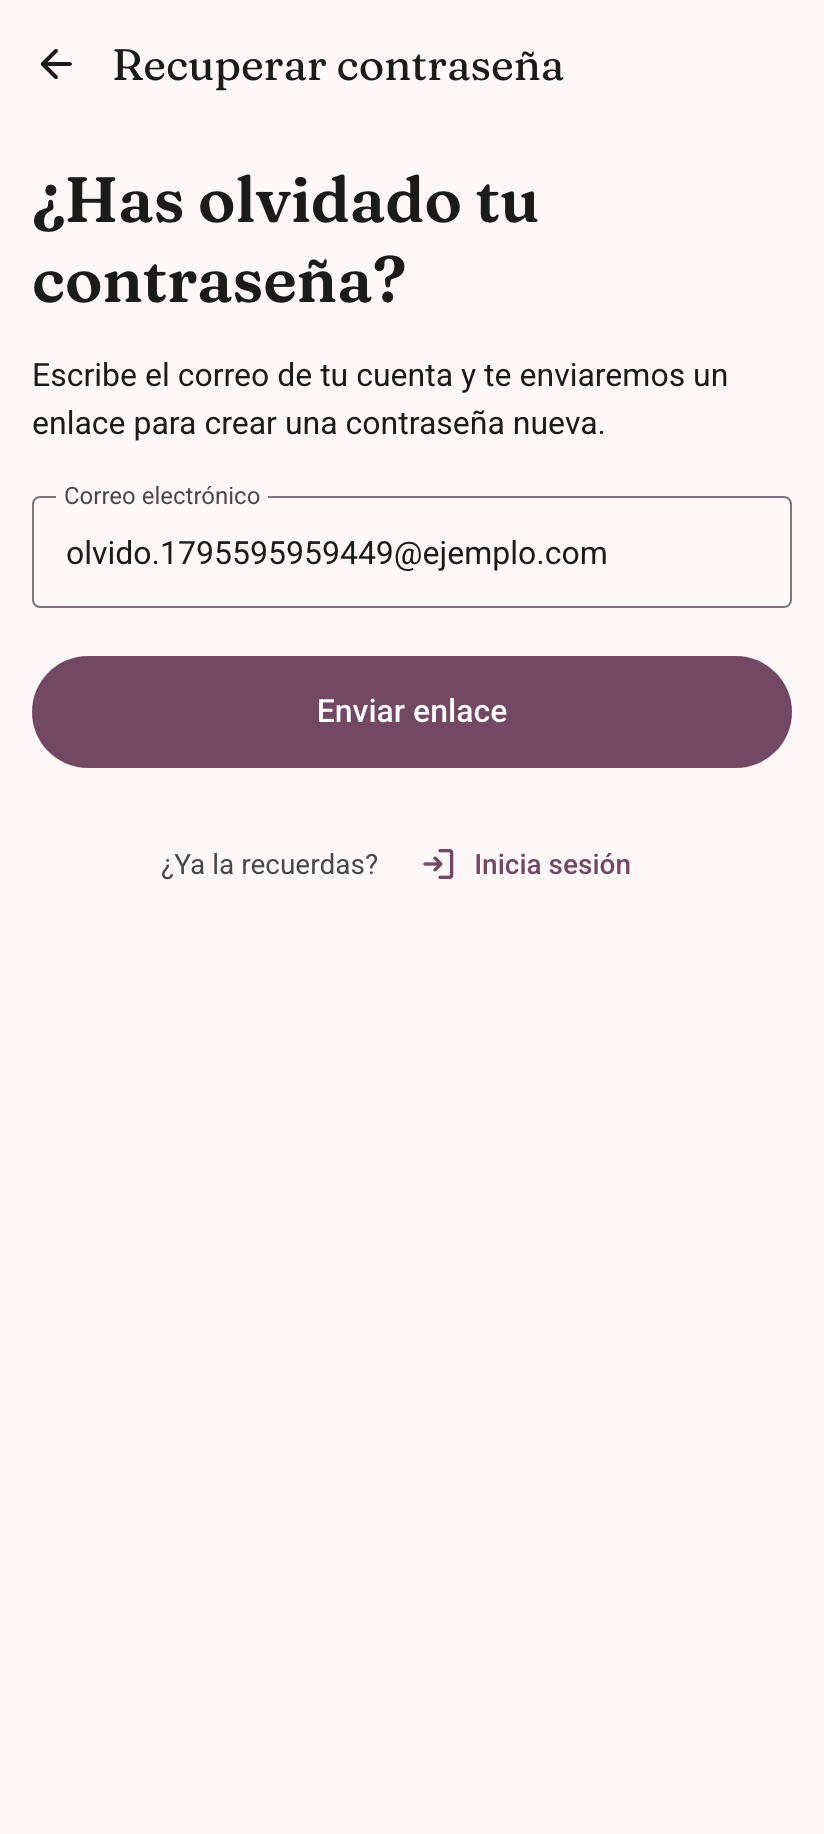 Recuperar contraseña
¿Has olvidado tu
contraseña?
Escribe el correo de tu cuenta y te enviaremos un
enlace para crear una contraseña nueva.
Correo electrónico
olvido.1795595959449@ejemplo.com
Enviar enlace
¿Ya la recuerdas? Inicia sesión